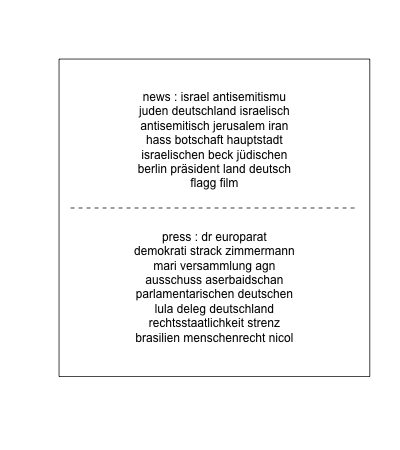 news : israel antisemitismu
juden deutschland israelisch
antisemitisch jerusalem iran
hass botschaft hauptstadt
israelischen beck jüdischen
berlin präsident land deutsch
flagg film
press : dr europarat
demokrati strack zimmermann
mari versammlung agn
ausschuss aserbaidschan
parlamentarischen deutschen
lula deleg deutschland
rechtsstaatlichkeit strenz
brasilien menschenrecht nicol